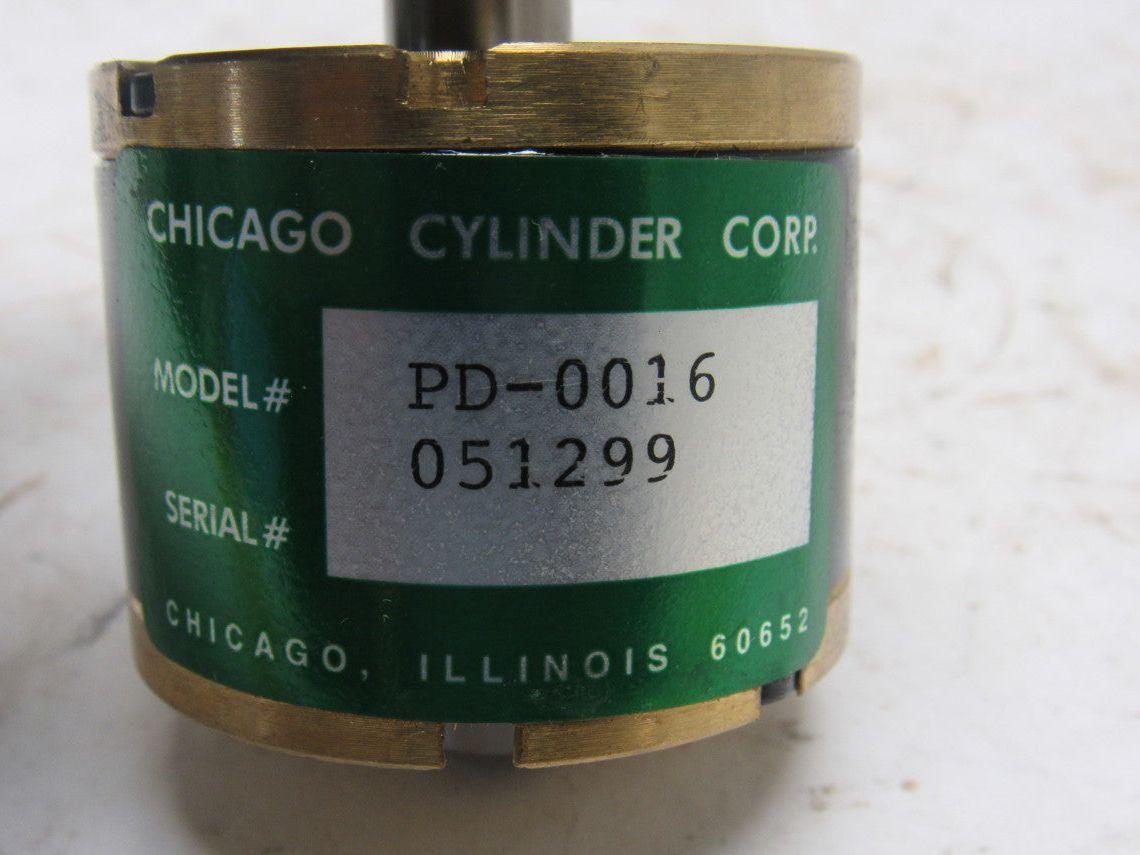 CHICAGO CYLINDER CORP.
MODEL# PD-0016
051299
SERIAL#
CHICAGO, ILLINOIS 60652